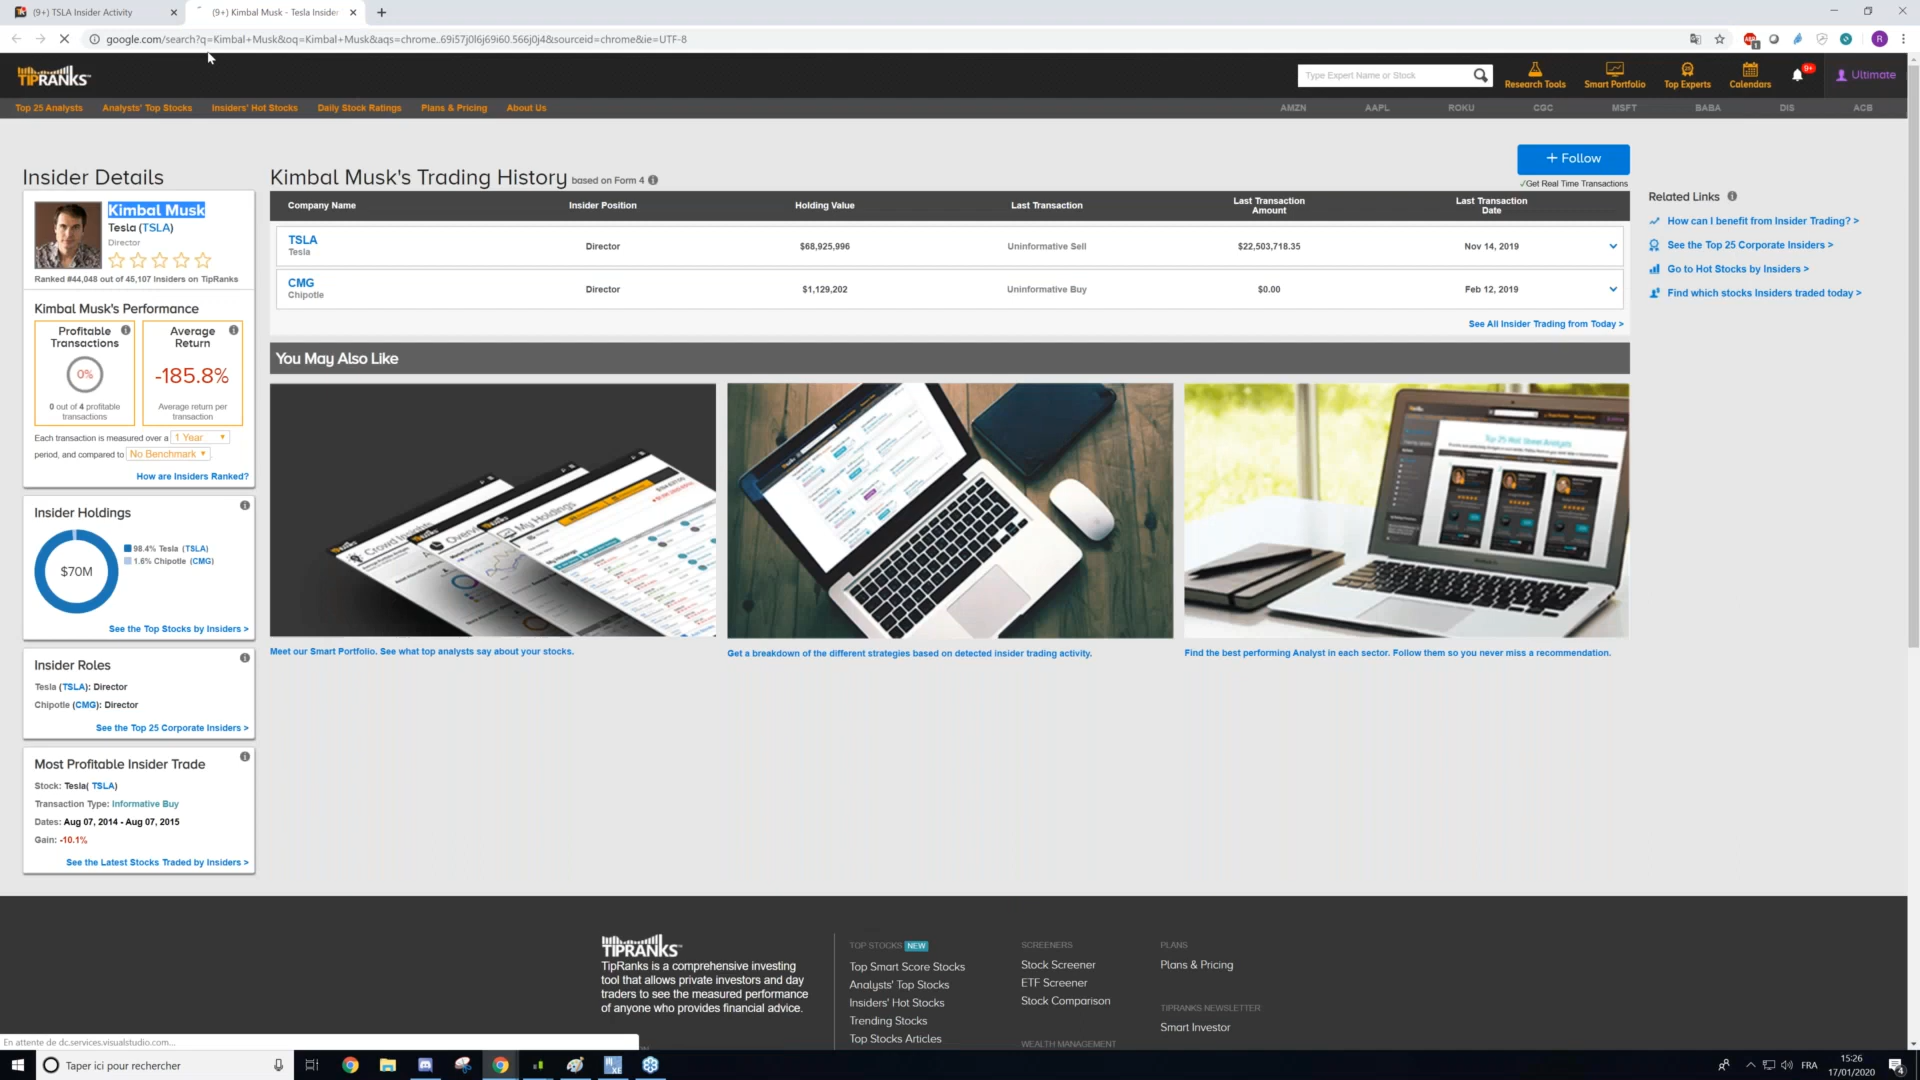 (9+) TSLA Insider Activity
(9+) Kimbal Musk - Tesla Insider
google.com/search?q=Kimbal+Musk&oq=Kimbal+Musk&aqs=chrome..69i57j0l6j69i60.566j0j4&sourceid=chrome&ie=UTF-8
TIPRANKS
Type Expert Name or Stock
Research Tools
Smart Portfolio
Top Experts
Calendars
9+
Ultimate
Top 25 Analysts Analysts' Top Stocks Insiders' Hot Stocks Daily Stock Ratings Plans & Pricing About Us
AMZN AAPL ROKU CGC MSFT BABA DIS ACB
Insider Details
Kimbal Musk
Tesla (TSLA)
Director
Ranked #44,048 out of 45,107 Insiders on TipRanks
Kimbal Musk's Performance
Profitable Transactions
0%
0 out of 4 profitable transactions
Average Return
-185.8%
Average return per transaction
Each transaction is measured over a 1 Year
period, and compared to No Benchmark
How are Insiders Ranked?
Insider Holdings
$70M
98.4% Tesla (TSLA)
1.6% Chipotle (CMG)
See the Top Stocks by Insiders >
Insider Roles
Tesla (TSLA): Director
Chipotle (CMG): Director
See the Top 25 Corporate Insiders >
Most Profitable Insider Trade
Stock: Tesla( TSLA)
Transaction Type: Informative Buy
Dates: Aug 07, 2014 - Aug 07, 2015
Gain: -10.1%
See the Latest Stocks Traded by Insiders >
Kimbal Musk's Trading History based on Form 4
+ Follow
✓Get Real Time Transactions
Company Name Insider Position Holding Value Last Transaction Last Transaction Amount Last Transaction Date
TSLA Director $68,925,996 Uninformative Sell $22,503,718.35 Nov 14, 2019
Tesla
CMG Director $1,129,202 Uninformative Buy $0.00 Feb 12, 2019
Chipotle
See All Insider Trading from Today >
You May Also Like
Crowd Insights
My Holdings
Top 25 Wall Street Analysts
Meet our Smart Portfolio. See what top analysts say about your stocks.
Get a breakdown of the different strategies based on detected insider trading activity.
Find the best performing Analyst in each sector. Follow them so you never miss a recommendation.
Related Links
How can I benefit from Insider Trading? >
See the Top 25 Corporate Insiders >
Go to Hot Stocks by Insiders >
Find which stocks Insiders traded today >
TIPRANKS
TipRanks is a comprehensive investing
tool that allows private investors and day
traders to see the measured performance
of anyone who provides financial advice.
TOP STOCKS NEW
Top Smart Score Stocks
Analysts' Top Stocks
Insiders' Hot Stocks
Trending Stocks
Top Stocks Articles
SCREENERS
Stock Screener
ETF Screener
Stock Comparison
WEALTH MANAGEMENT
PLANS
Plans & Pricing
TIPRANKS NEWSLETTER
Smart Investor
En attente de dc.services.visualstudio.com...
Taper ici pour rechercher
FRA
15:26
17/01/2020
4